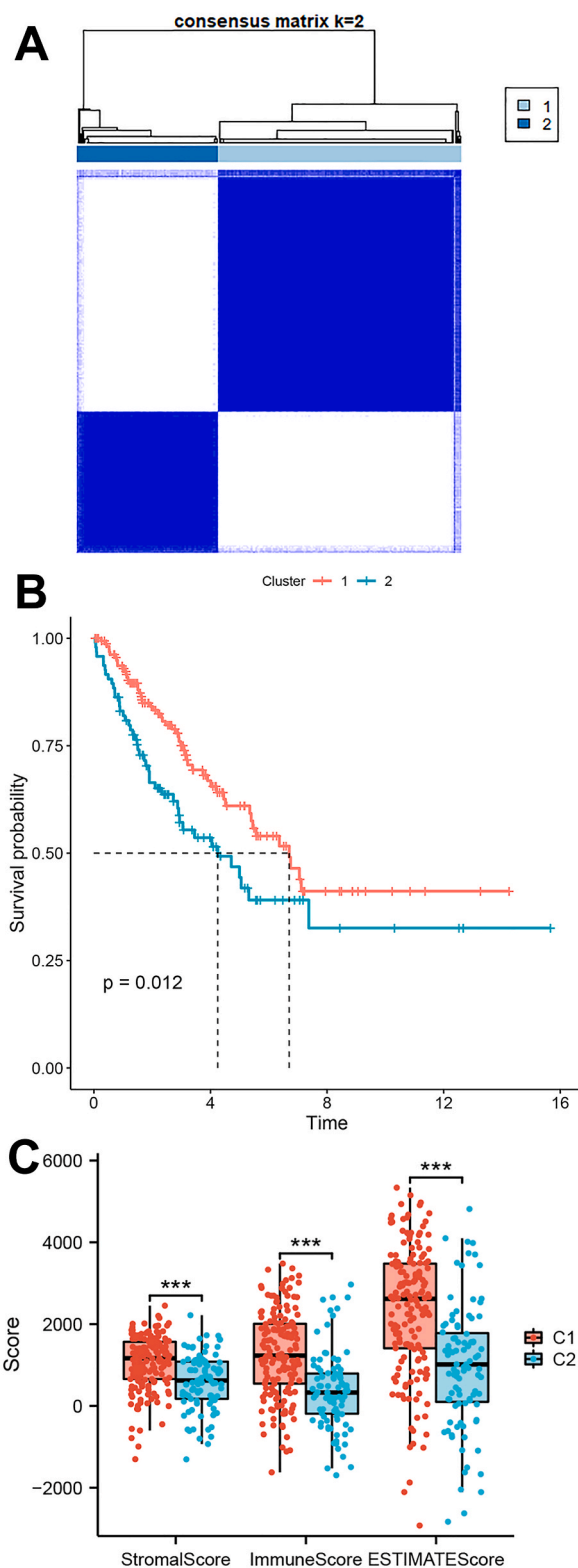 A
consensus matrix k=2
1
2
B
Cluster 1 2
1.00
0.75
0.50
0.25
0.00
Survival probability
p = 0.012
0 4 8 12 16
Time
C
6000
4000
2000
0
−2000
Score
***
***
***
C1
C2
StromalScore ImmuneScore ESTIMATEScore